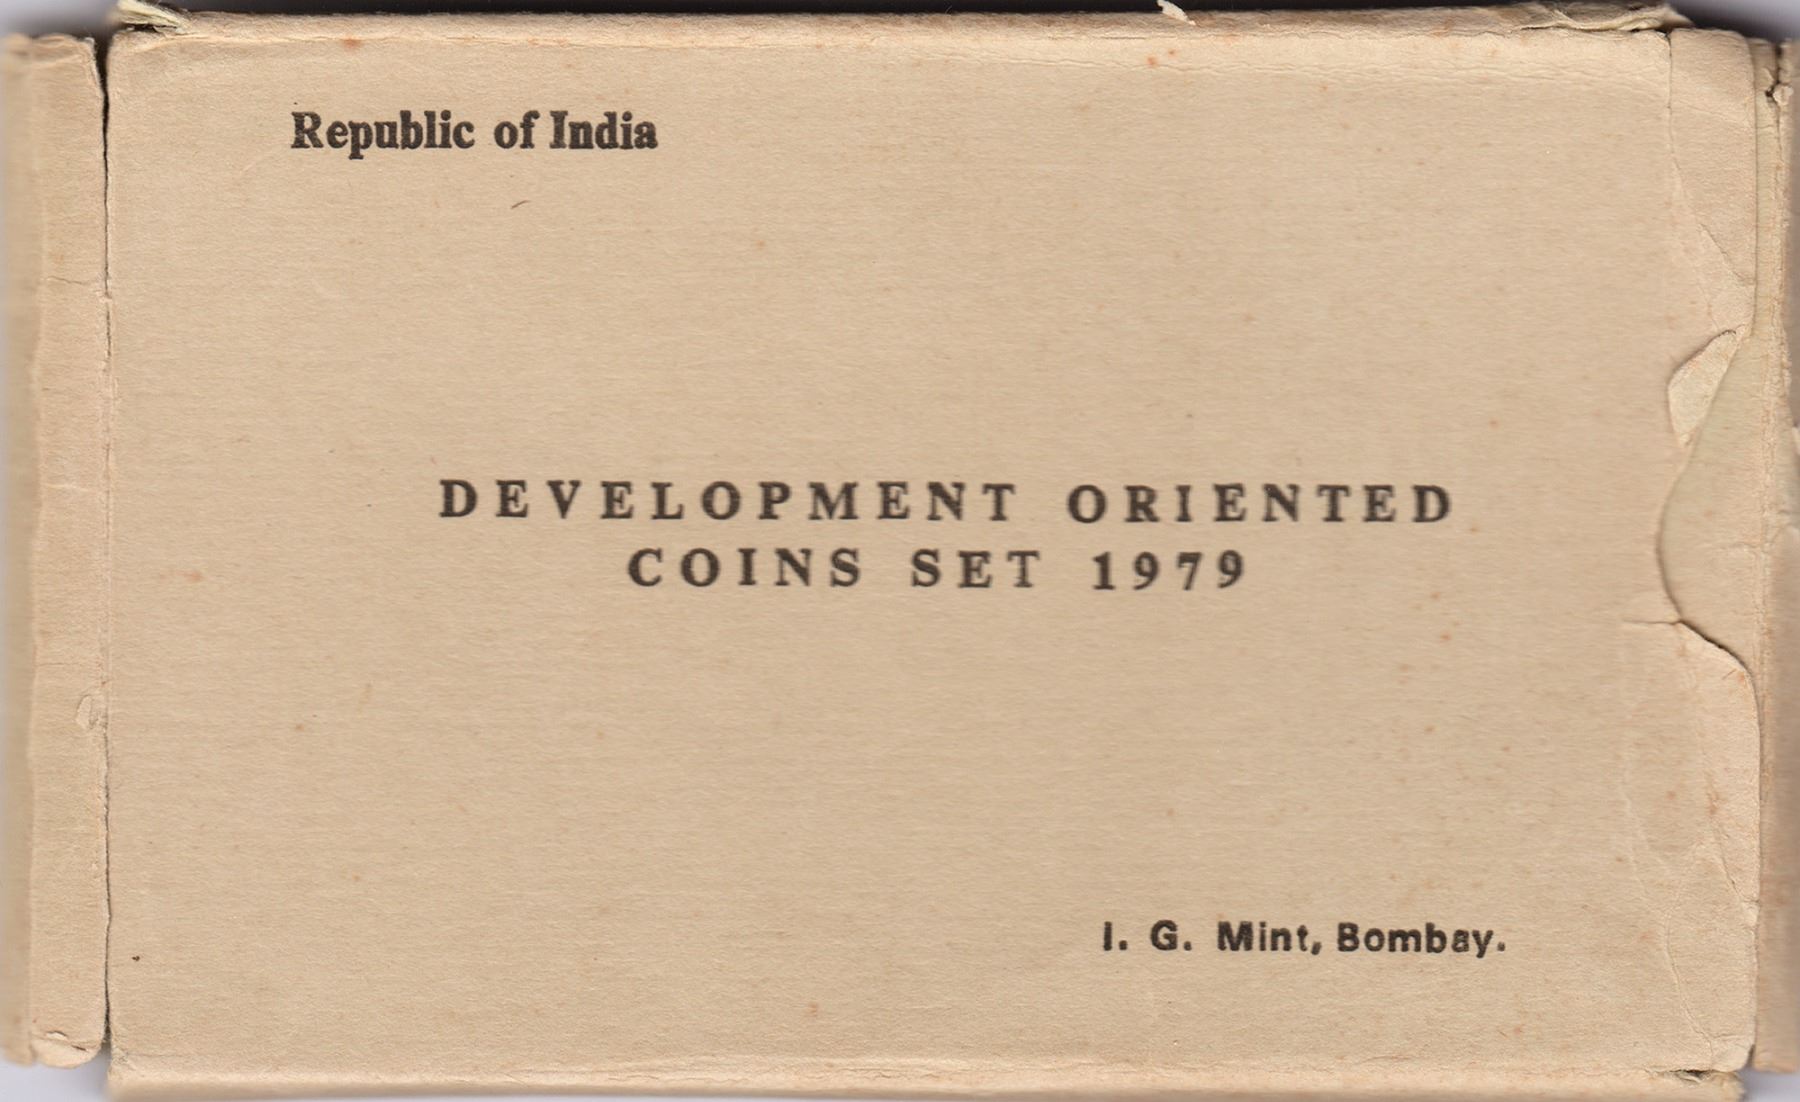 Republic of India
DEVELOPMENT ORIENTED
COINS SET 1979
I. G. Mint, Bombay.